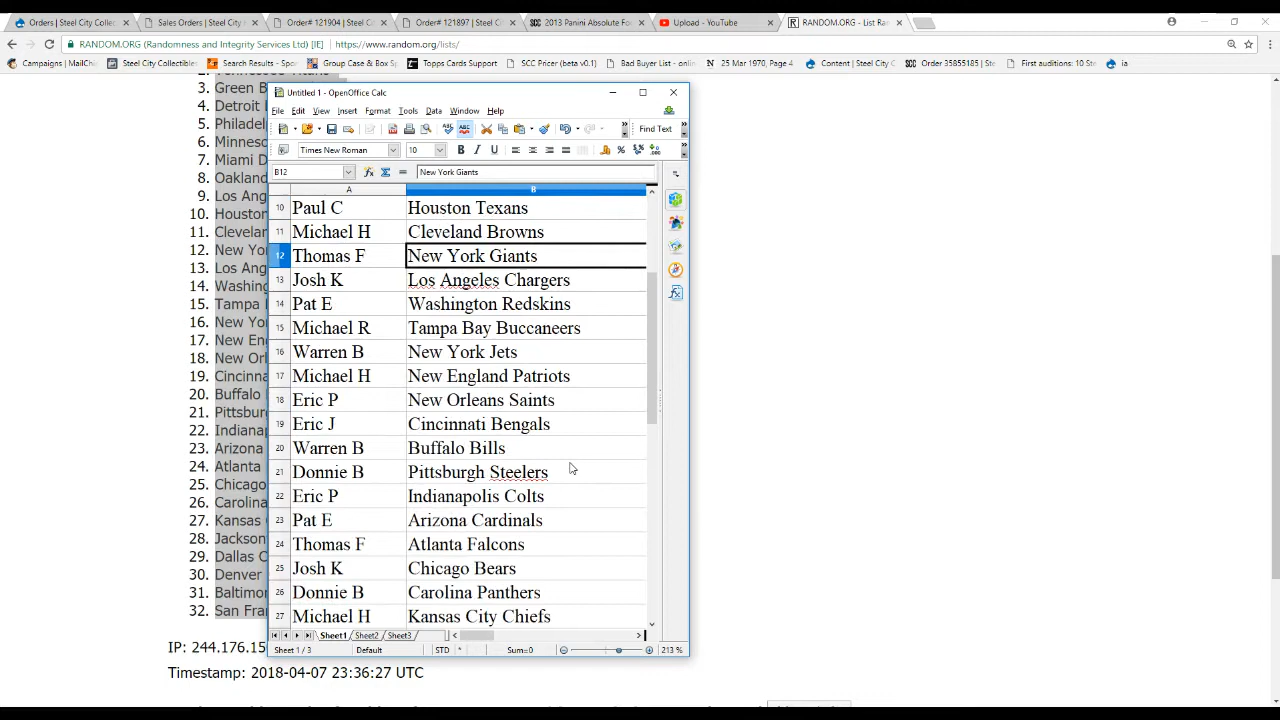 Orders | Steel City Collec
Sales Orders | Steel City
Order# 121904 | Steel C
Order# 121897 | Steel C
2013 Panini Absolute Foo
Upload - YouTube
RANDOM.ORG - List Ra
RANDOM.ORG (Randomness and Integrity Services Ltd) [IE]
https://www.random.org/lists/
Campaigns | MailChi
Steel City Collectibles
Search Results - Spor
Group Case & Box S
Topps Cards Support
SCC Pricer (beta v0.1)
Bad Buyer List - onlin
25 Mar 1970, Page 4
Content | Steel City C
Order 35855185 | Ste
First auditions: 10 Ste
ia
3. Green B
4. Detroit
5. Philadel
6. Minneso
7. Miami D
8. Oakland
9. Los Ang
10. Houston
11. Clevelan
12. New Yor
13. Los Ang
14. Washing
15. Tampa
16. New Yor
17. New Eng
18. New Orl
19. Cincinna
20. Buffalo
21. Pittsbur
22. Indiana
23. Arizona
24. Atlanta
25. Chicago
26. Carolina
27. Kansas
28. Jackson
29. Dallas C
30. Denver
31. Baltimor
32. San Fra
IP: 244.176.15
Timestamp: 2018-04-07 23:36:27 UTC
Untitled 1 - OpenOffice Calc
File Edit View Insert Format Tools Data Window Help
Find Text
Times New Roman 10
B12 New York Giants
A B
10 Paul C Houston Texans
11 Michael H Cleveland Browns
12 Thomas F New York Giants
13 Josh K Los Angeles Chargers
14 Pat E Washington Redskins
15 Michael R Tampa Bay Buccaneers
16 Warren B New York Jets
17 Michael H New England Patriots
18 Eric P New Orleans Saints
19 Eric J Cincinnati Bengals
20 Warren B Buffalo Bills
21 Donnie B Pittsburgh Steelers
22 Eric P Indianapolis Colts
23 Pat E Arizona Cardinals
24 Thomas F Atlanta Falcons
25 Josh K Chicago Bears
26 Donnie B Carolina Panthers
27 Michael H Kansas City Chiefs
Sheet1 Sheet2 Sheet3
Sheet 1 / 3 Default STD * Sum=0 213 %